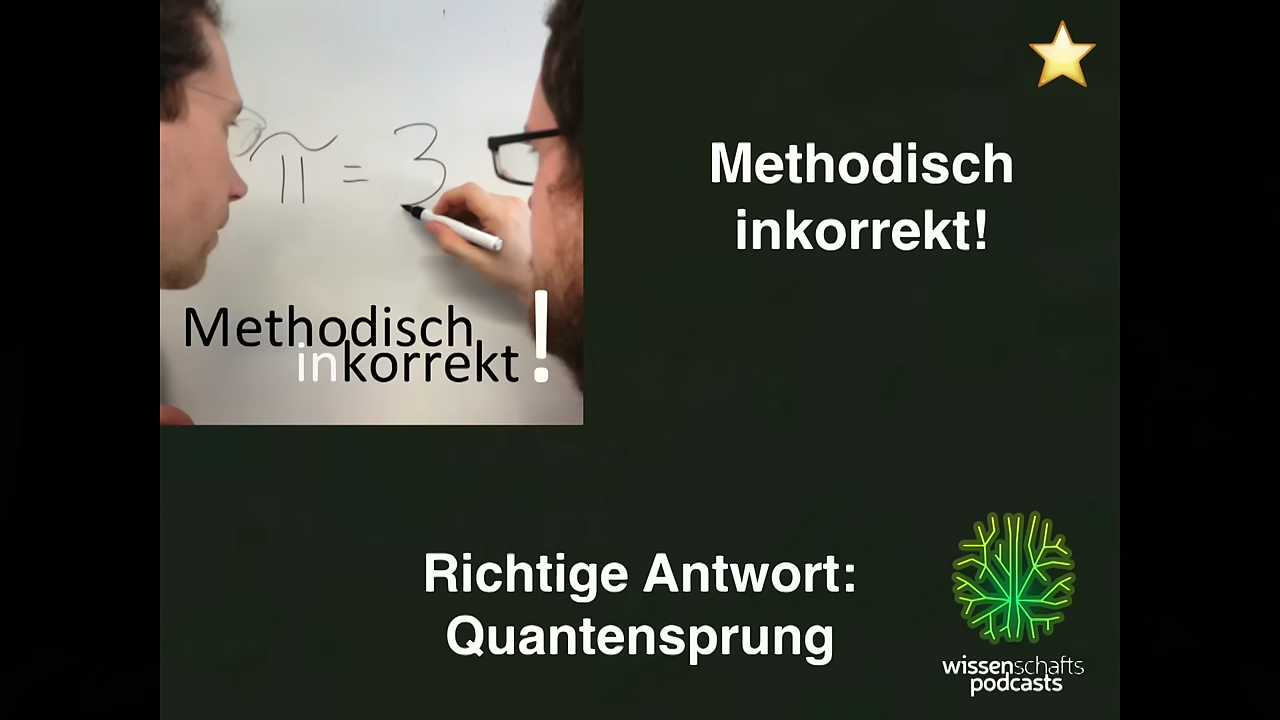 π = 3
Methodisch
inkorrekt!
Methodisch
inkorrekt!
Richtige Antwort:
Quantensprung
wissenschafts
podcasts